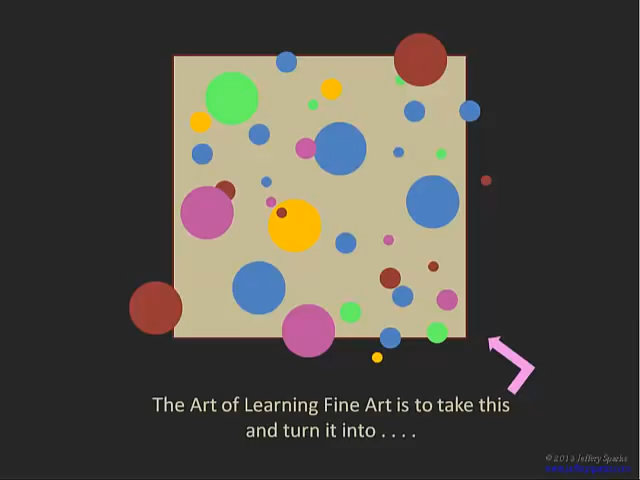 The Art of Learning Fine Art is to take this
and turn it into . . . .
© 2013 Jeffery Sparks